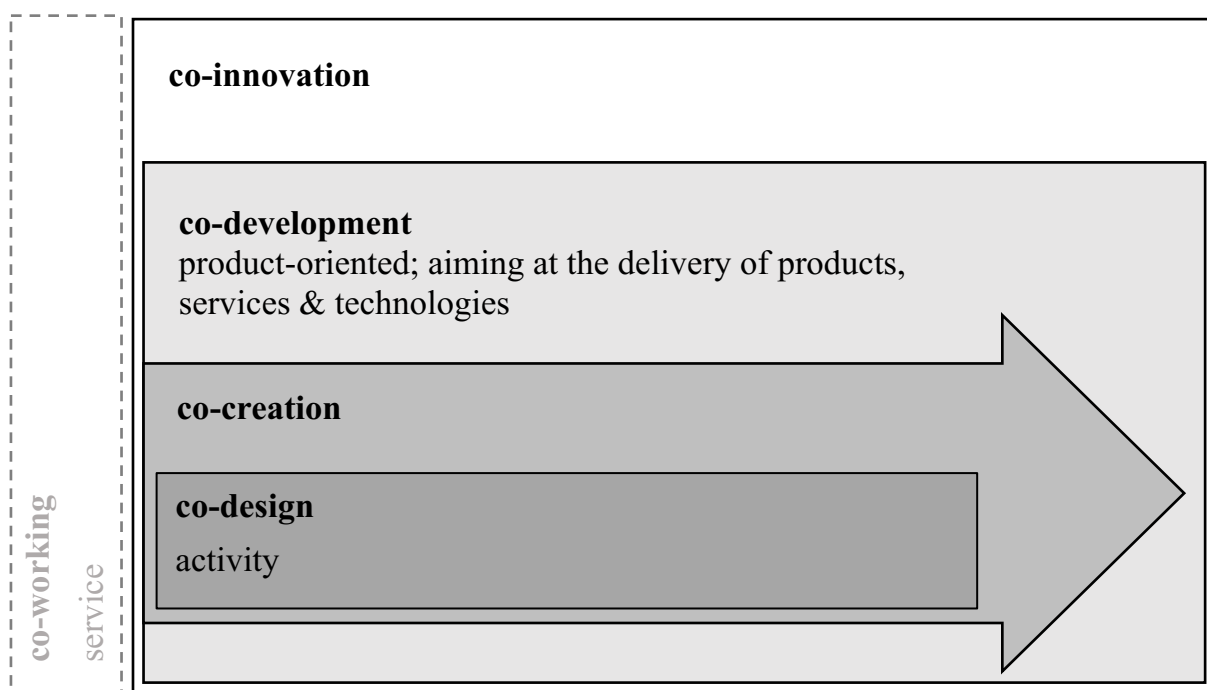 co-innovation
co-development
product-oriented; aiming at the delivery of products,
services & technologies
co-creation
co-design
activity
co-working
service